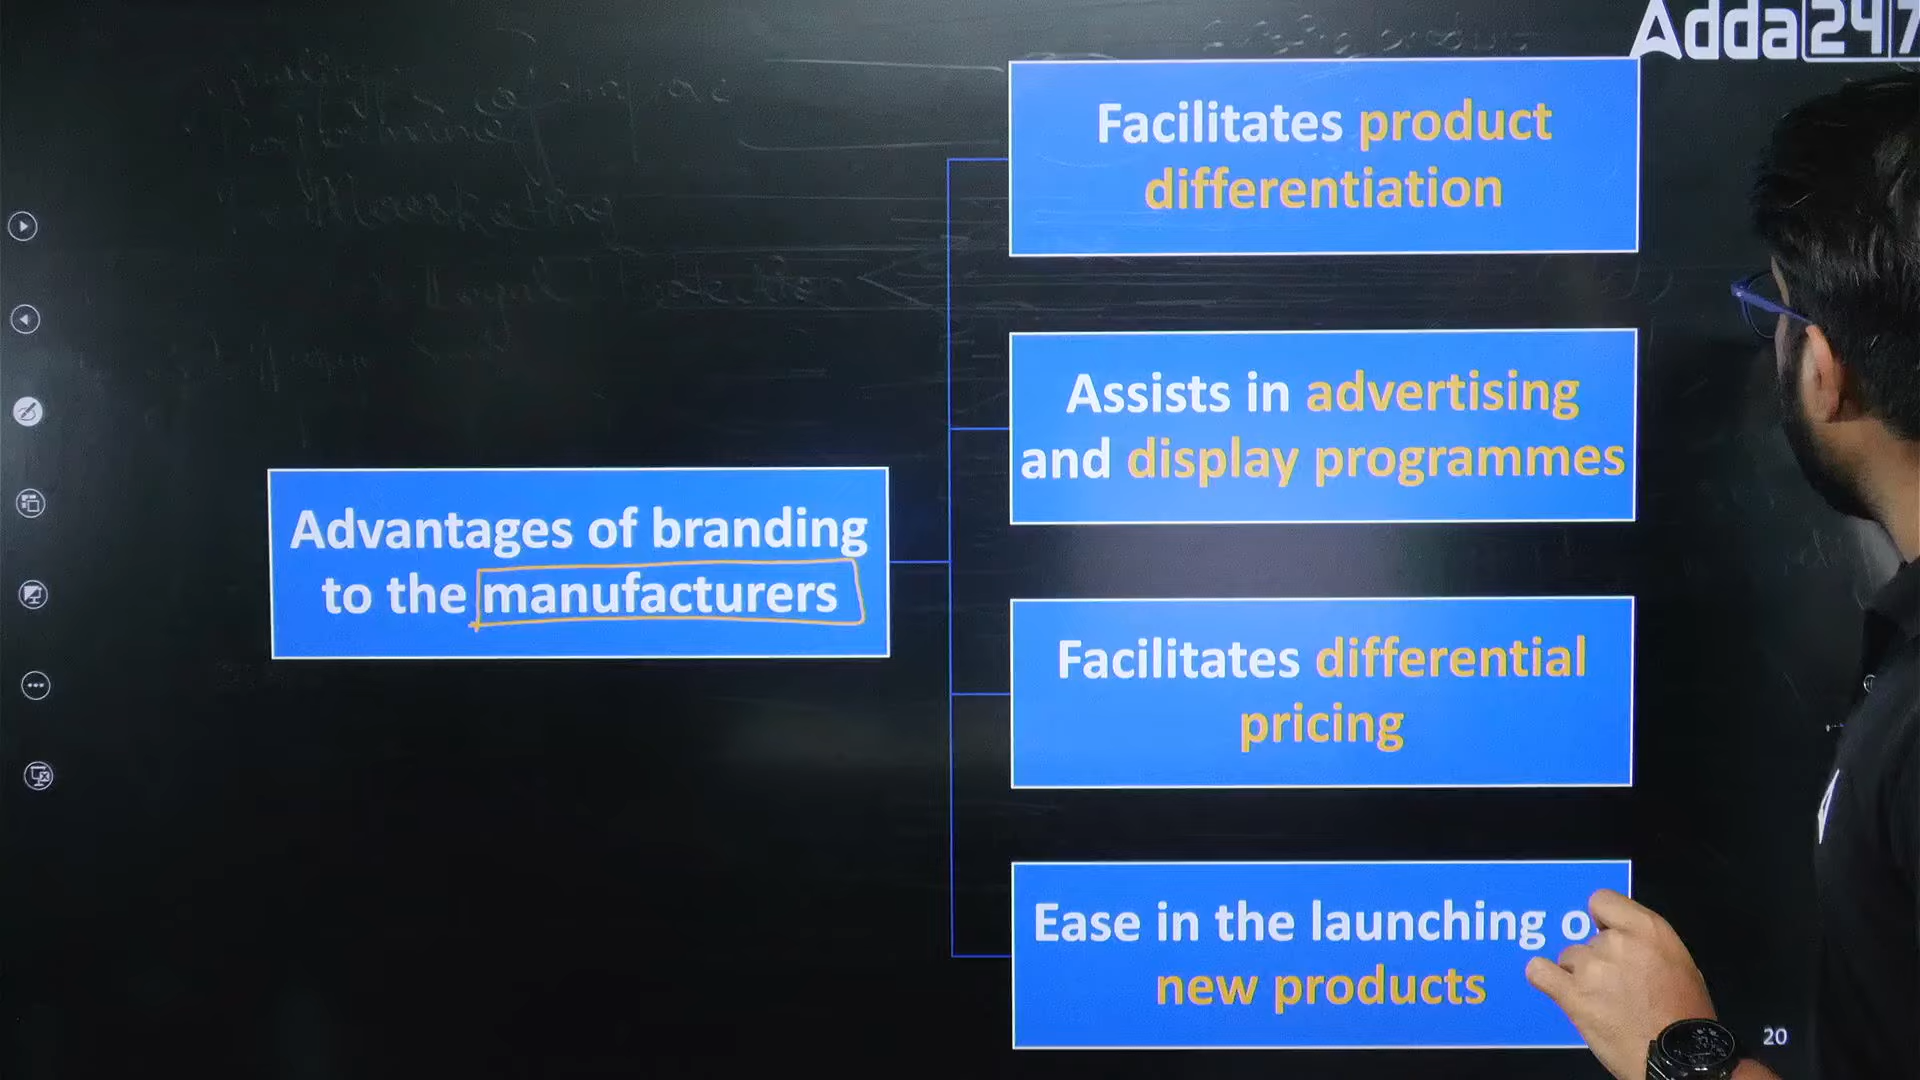 Adda247
Facilitates product
differentiation
Assists in advertising
and display programmes
Advantages of branding
to the manufacturers
Facilitates differential
pricing
Ease in the launching
new products
20
Marketing